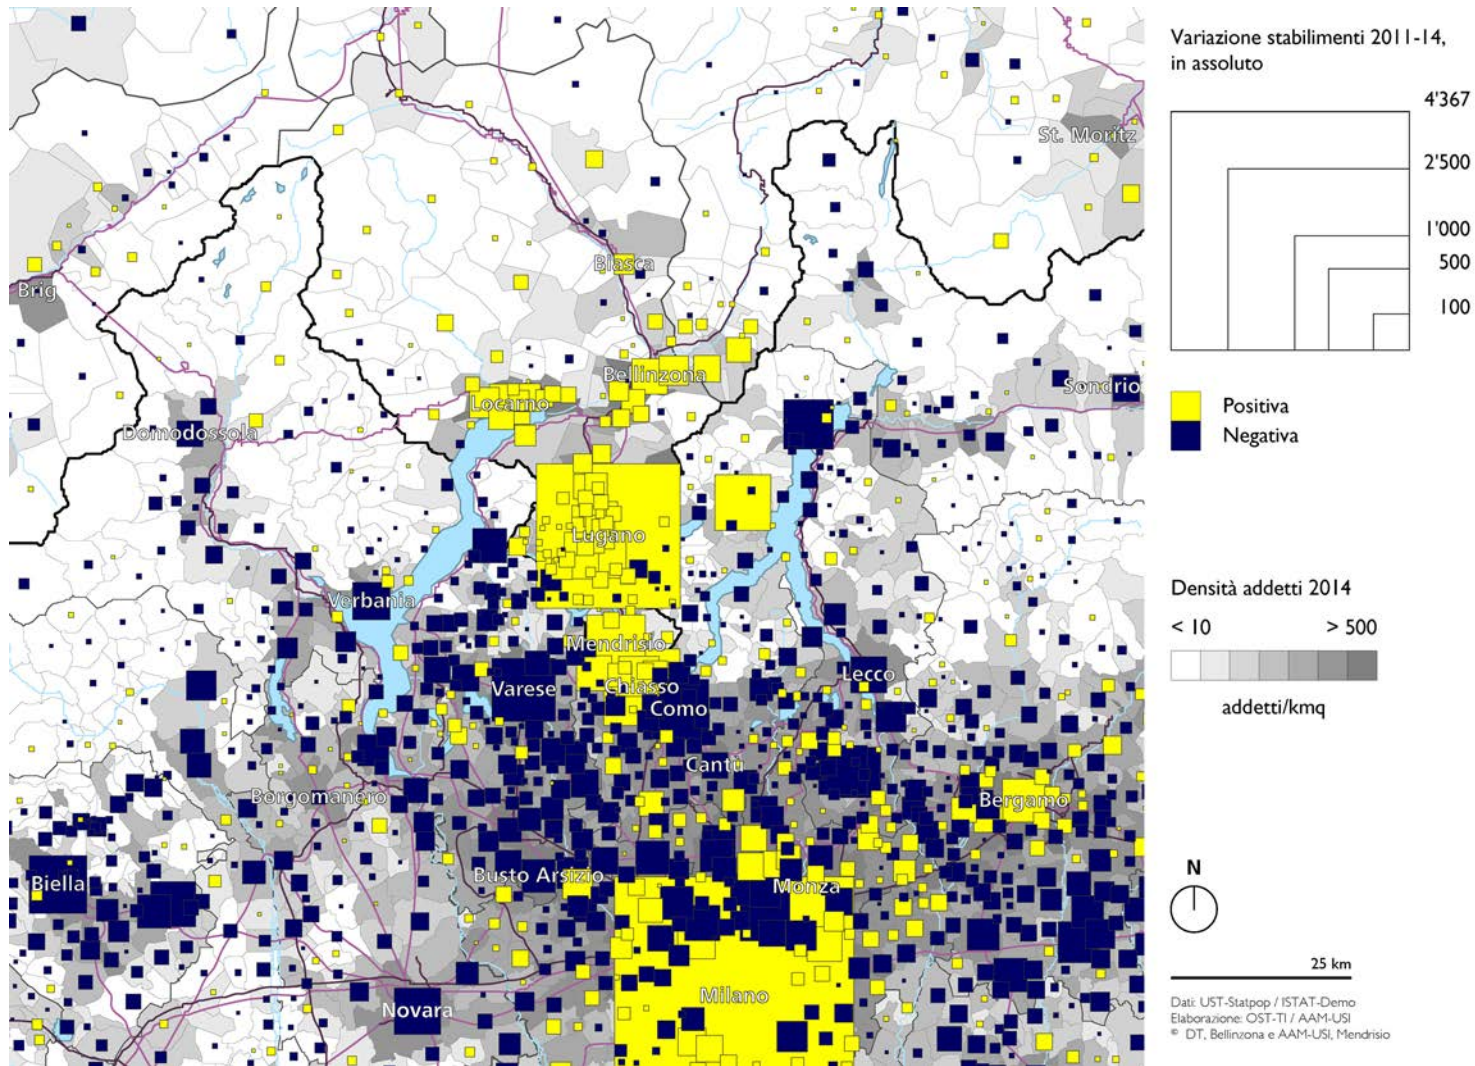 Variazione stabilimenti 2011-14,
in assoluto
4'367
2'500
1'000
500
100
Positiva
Negativa
Densità addetti 2014
< 10 > 500
addetti/kmq
N
25 km
Dati: UST-Statpop / ISTAT-Demo
Elaborazione: OST-TI / AAM-USI
© DT, Bellinzona e AAM-USI, Mendrisio
St. Moritz
Biasca
Brig
Bellinzona
Sondrio
Locarno
Domodossola
Lugano
Verbania
Mendrisio
Lecco
Varese
Chiasso
Como
Cantù
Borgomanero
Bergamo
Busto Arsizio
Biella
Monza
Milano
Novara